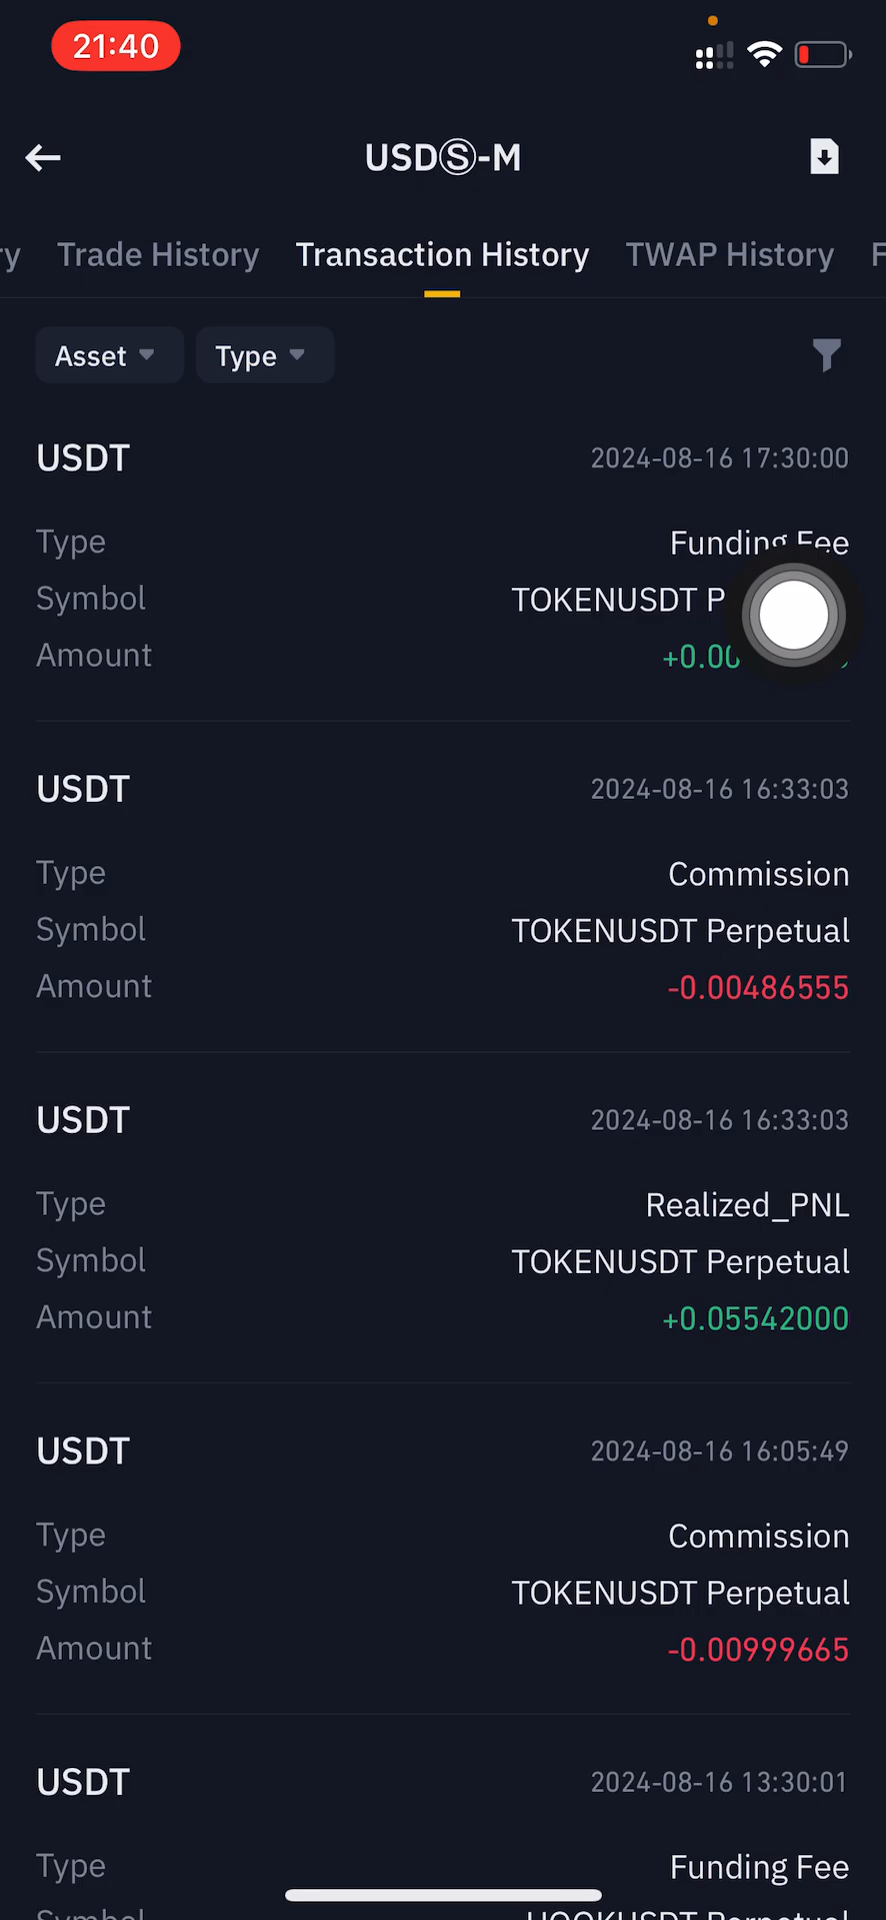 21:40
USDⓈ-M
Trade History Transaction History TWAP History
Asset Type
USDT 2024-08-16 17:30:00
Type Funding Fee
Symbol TOKENUSDT
Amount
USDT 2024-08-16 16:33:03
Type Commission
Symbol TOKENUSDT Perpetual
Amount -0.00486555
USDT 2024-08-16 16:33:03
Type Realized_PNL
Symbol TOKENUSDT Perpetual
Amount +0.05542000
USDT 2024-08-16 16:05:49
Type Commission
Symbol TOKENUSDT Perpetual
Amount -0.00999665
USDT 2024-08-16 13:30:01
Type Funding Fee
Symbol Perpetual